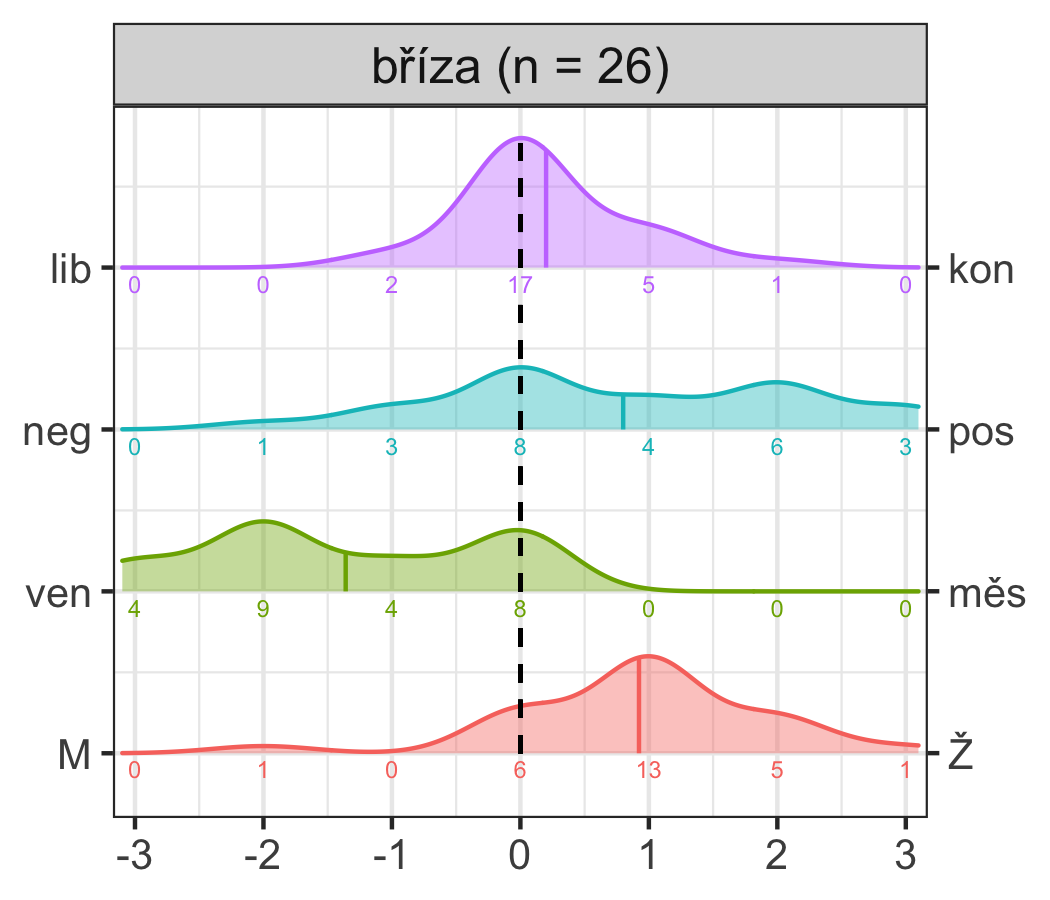 bříza (n = 26)
lib kon
0 0 2 17 5 1 0
neg pos
0 1 3 8 4 6 3
ven měs
4 9 4 8 0 0 0
M Ž
0 1 0 6 13 5 1
-3 -2 -1 0 1 2 3